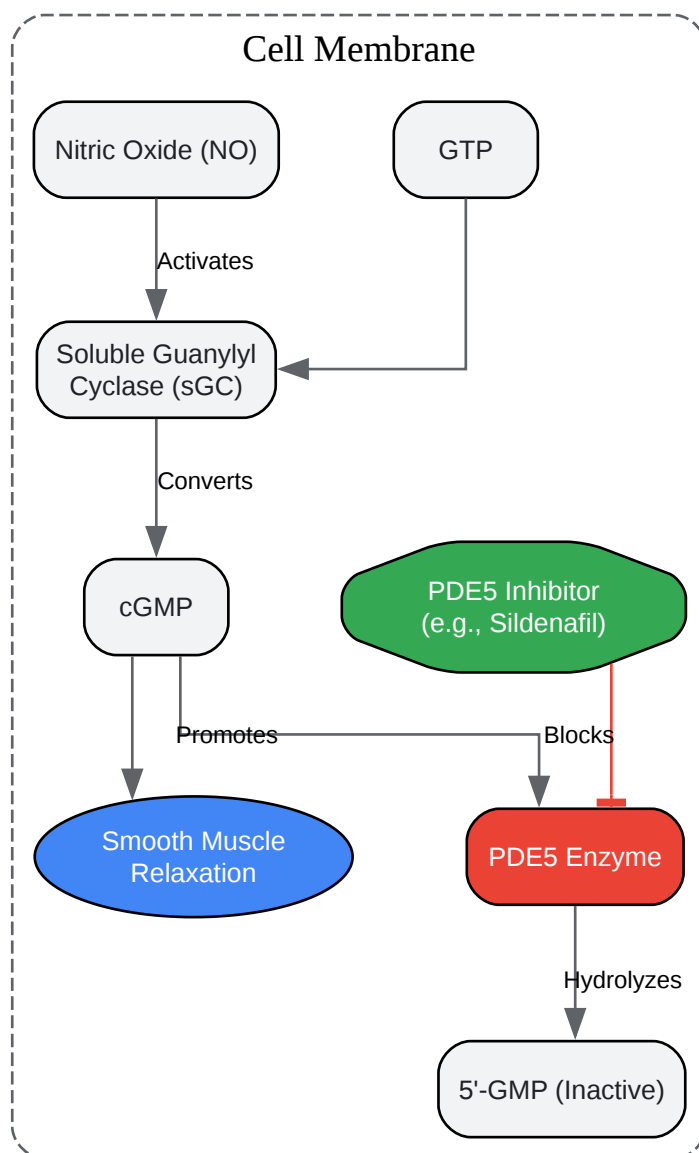 Cell Membrane
Nitric Oxide (NO)
GTP
Activates
Soluble Guanylyl
Cyclase (sGC)
Converts
cGMP
PDE5 Inhibitor
(e.g., Sildenafil)
Promotes
Blocks
Smooth Muscle
Relaxation
PDE5 Enzyme
Hydrolyzes
5'-GMP (Inactive)